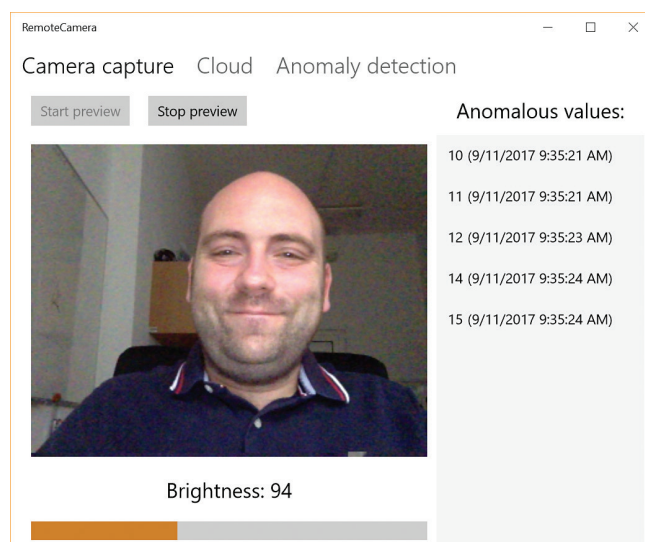 RemoteCamera
Camera capture Cloud Anomaly detection
Start preview Stop preview
Anomalous values:
10 (9/11/2017 9:35:21 AM)
11 (9/11/2017 9:35:21 AM)
12 (9/11/2017 9:35:23 AM)
14 (9/11/2017 9:35:24 AM)
15 (9/11/2017 9:35:24 AM)
Brightness: 94